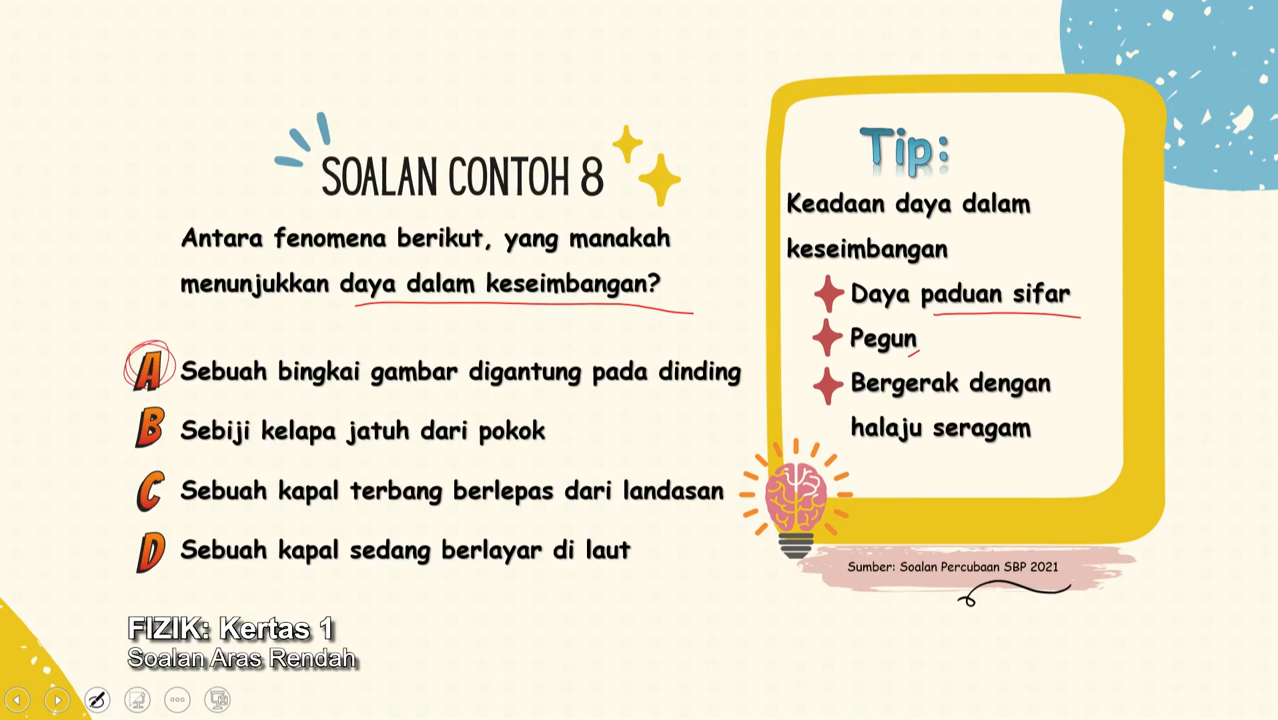 SOALAN CONTOH 8
Antara fenomena berikut, yang manakah
menunjukkan daya dalam keseimbangan?
A Sebuah bingkai gambar digantung pada dinding
B Sebiji kelapa jatuh dari pokok
C Sebuah kapal terbang berlepas dari landasan
D Sebuah kapal sedang berlayar di laut
Tip:
Keadaan daya dalam
keseimbangan
Daya paduan sifar
Pegun
Bergerak dengan
halaju seragam
Sumber: Soalan Percubaan SBP 2021
FIZIK: Kertas 1
Soalan Aras Rendah